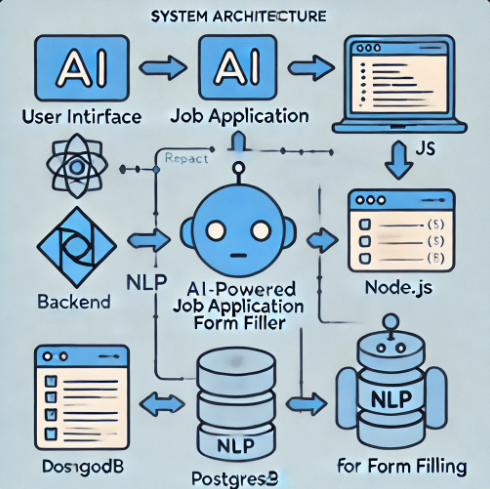 SYSTEM ARCHITECTURE
AI
AI
User Intirface
Job Application
JS
Repact
(S)
(S)
(B)
Node.js
Backend
NLP
AI-Powered
Job Application
Form Filler
NLP
NLP
DosgodB
PostgresB
for Form Filling